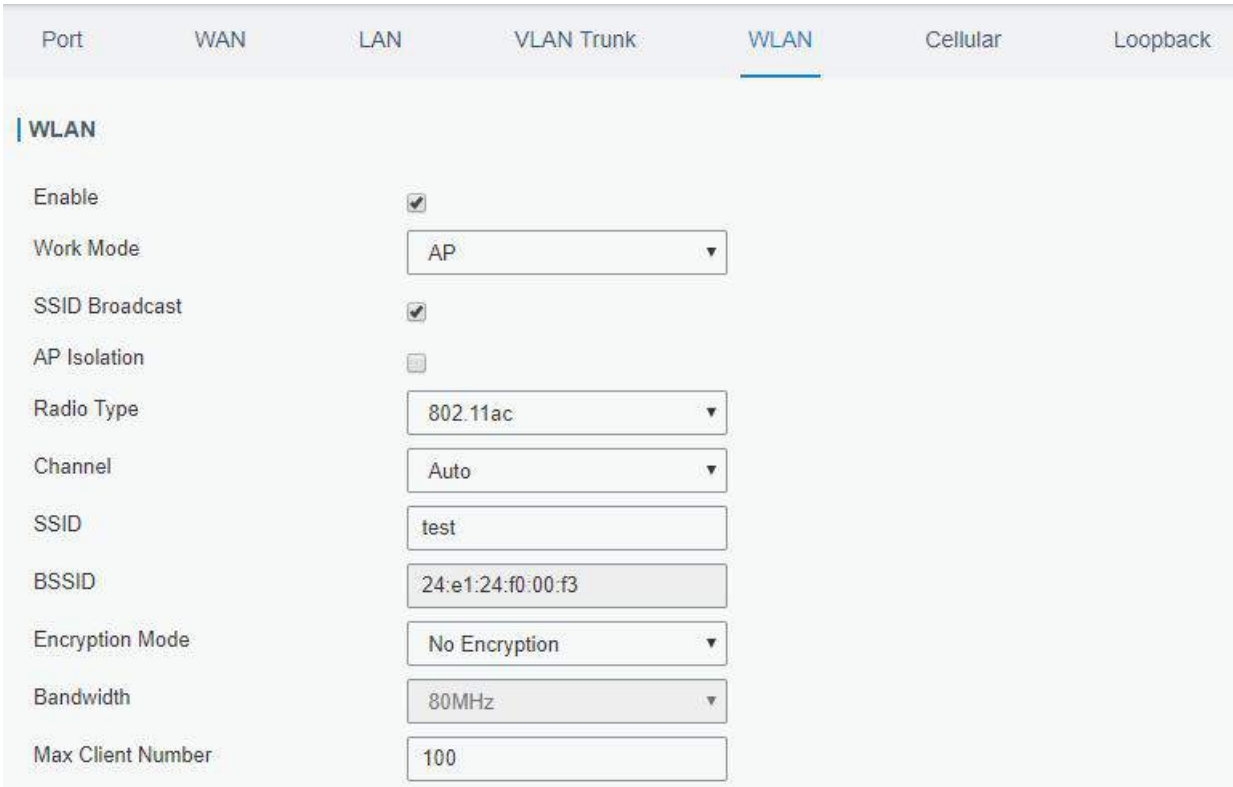 Port WAN LAN VLAN Trunk WLAN Cellular Loopback
WLAN
Enable
Work Mode AP
SSID Broadcast
AP Isolation
Radio Type 802.11ac
Channel Auto
SSID test
BSSID 24:e1:24:f0:00:f3
Encryption Mode No Encryption
Bandwidth 80MHz
Max Client Number 100